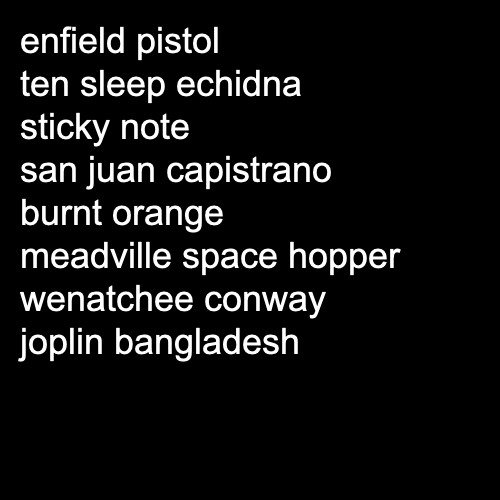 enfield pistol
ten sleep echidna
sticky note
san juan capistrano
burnt orange
meadville space hopper
wenatchee conway
joplin bangladesh